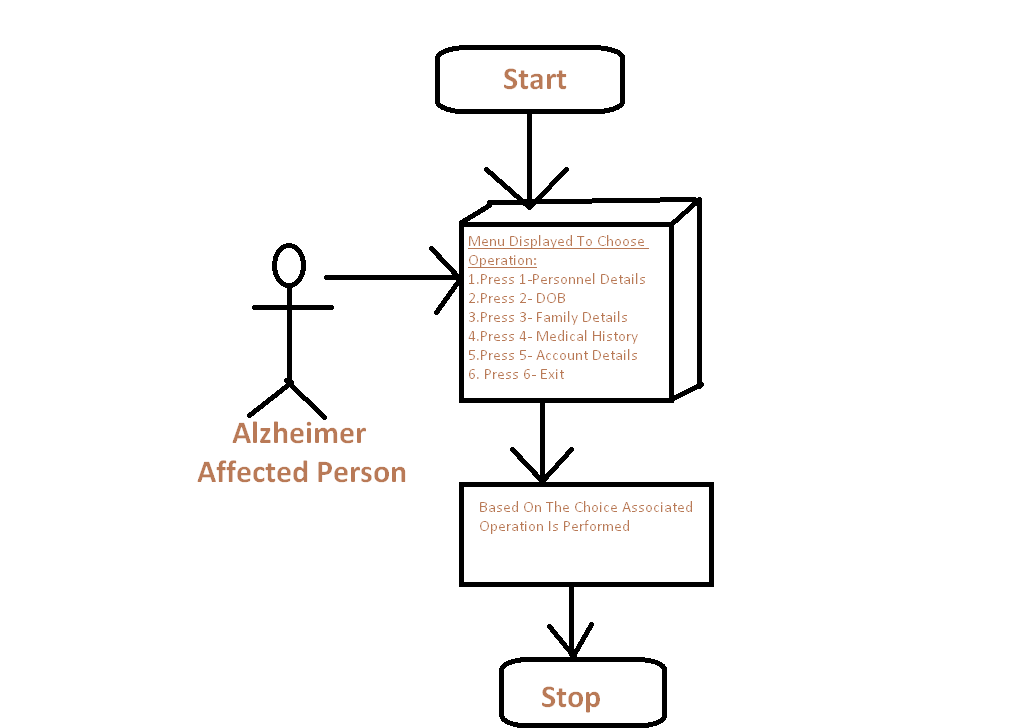 Start
Menu Displayed To Choose
Operation:
1.Press 1-Personnel Details
2.Press 2- DOB
3.Press 3- Family Details
4.Press 4- Medical History
5.Press 5- Account Details
6. Press 6- Exit
Alzheimer
Affected Person
Based On The Choice Associated
Operation Is Performed
Stop